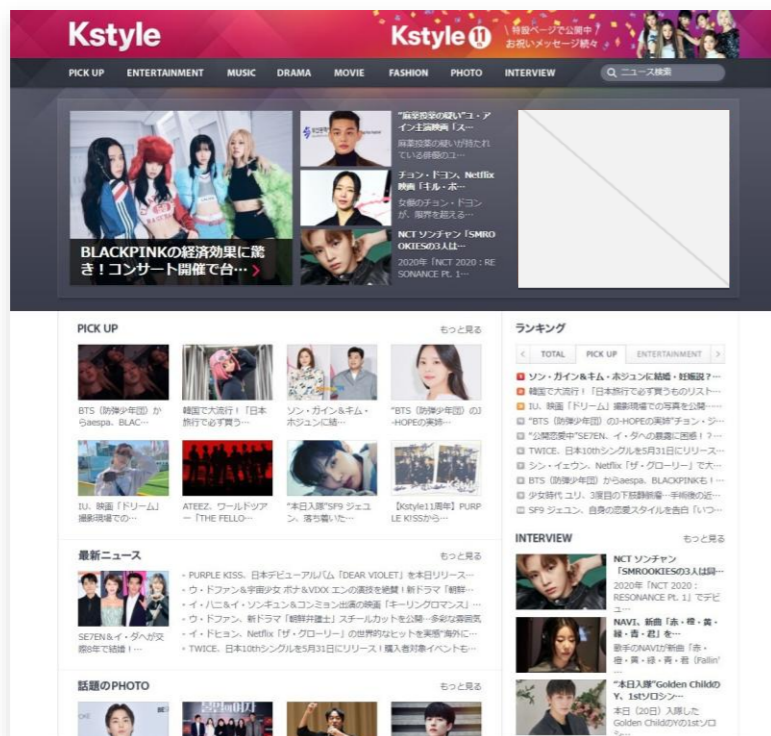 Kstyle
Kstyle 11
\ 特設ページで公開中 /
お祝いメッセージ続々
PICK UP
ENTERTAINMENT
MUSIC
DRAMA
MOVIE
FASHION
PHOTO
INTERVIEW
ニュース検索
BLACKPINKの経済効果に驚
き！コンサート開催で台…
"麻薬投薬の疑い"ユ・ア
イン主演映画「ス…
麻薬投薬の疑いが持たれ
ている俳優のユ…
チョン・ドヨン、Netflix
映画「キル・ボ…
女優のチョン・ドヨン
が、限界を超える…
NCT ソンチャン「SMRO
OKIESの3人は…
2020年「NCT 2020：RE
SONANCE Pt. 1…
PICK UP
もっと見る
BTS（防弾少年団）か
らaespa、BLAC…
韓国で大流行！「日本
旅行で必ず買う…
ソン・ガイン＆キム・
ホジュンに結…
"BTS（防弾少年団）のJ
-HOPEの実姉…
IU、映画「ドリーム」
撮影現場での…
ATEEZ、ワールドツア
ー「THE FELLO…
"本日入隊"SF9 ジェユ
ン、落ち着いた…
【Kstyle11周年】PURP
LE KISSから…
最新ニュース
もっと見る
SE7EN＆イ・ダヘが交
際8年で結婚！…
・PURPLE KISS、日本デビューアルバム「DEAR VIOLET」を本日リリース…
・ウ・ドファン＆宇宙少女 ボナ＆VIXX エンの演技を絶賛！新ドラマ「朝鮮…
・イ・ハニ＆イ・ソンギュン＆コンミョン出演の映画「キーリングロマンス」…
・ウ・ドファン、新ドラマ「朝鮮弁護士」スチールカットを公開…多彩な雰囲気
・イ・ドヒョン、Netflix「ザ・グローリー」の世界的なヒットを実感"海外に…
・TWICE、日本10thシングルを5月31日にリリース！購入者対象イベントも…
話題のPHOTO
もっと見る
ランキング
TOTAL
PICK UP
ENTERTAINMENT
ソン・ガイン＆キム・ホジュンに結婚・妊娠説？…
韓国で大流行！「日本旅行で必ず買うものリスト…
IU、映画「ドリーム」撮影現場での写真を公開……
"BTS（防弾少年団）のJ-HOPEの実姉"チョン・ジ…
"公開恋愛中"SE7EN、イ・ダヘの暴露に困惑！？…
TWICE、日本10thシングルを5月31日にリリース…
シン・イェウン、Netflix「ザ・グローリー」で大…
BTS（防弾少年団）からaespa、BLACKPINKも！…
少女時代 ユリ、3度目の下肢静脈瘤…手術後の近…
SF9 ジェユン、自身の恋愛スタイルを告白「いつ…
INTERVIEW
もっと見る
NCT ソンチャン
「SMROOKIESの3人は同…
2020年「NCT 2020：
RESONANCE Pt. 1」でデビ
ュ…
NAVI、新曲「赤・橙・黄・
緑・青・君」を…
歌手のNAVIが新曲「赤・
橙・黄・緑・青・君（Fallin'
"本日入隊"Golden Childの
Y、1stソロシン…
本日（20日）入隊した
Golden ChildのYの1stソロ